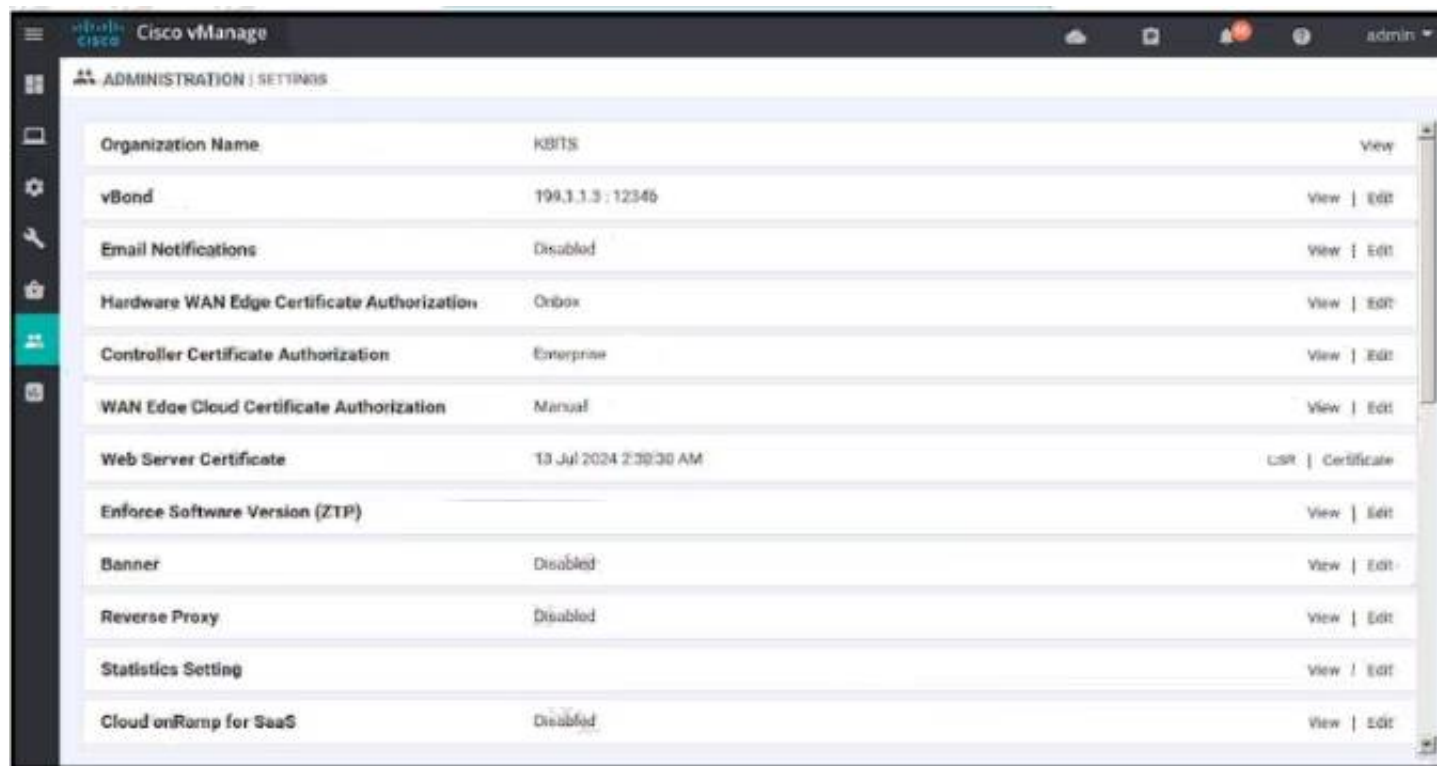 CISCO Cisco vManage admin
ADMINISTRATION | SETTINGS
Organization Name KBITS View
vBond 199.1.1.3 : 12346 View | Edit
Email Notifications Disabled View | Edit
Hardware WAN Edge Certificate Authorization Onbox View | Edit
Controller Certificate Authorization Enterprise View | Edit
WAN Edge Cloud Certificate Authorization Manual View | Edit
Web Server Certificate 13 Jul 2024 2:30:30 AM CSR | Certificate
Enforce Software Version (ZTP) View | Edit
Banner Disabled View | Edit
Reverse Proxy Disabled View | Edit
Statistics Setting View | Edit
Cloud onRamp for SaaS Disabled View | Edit